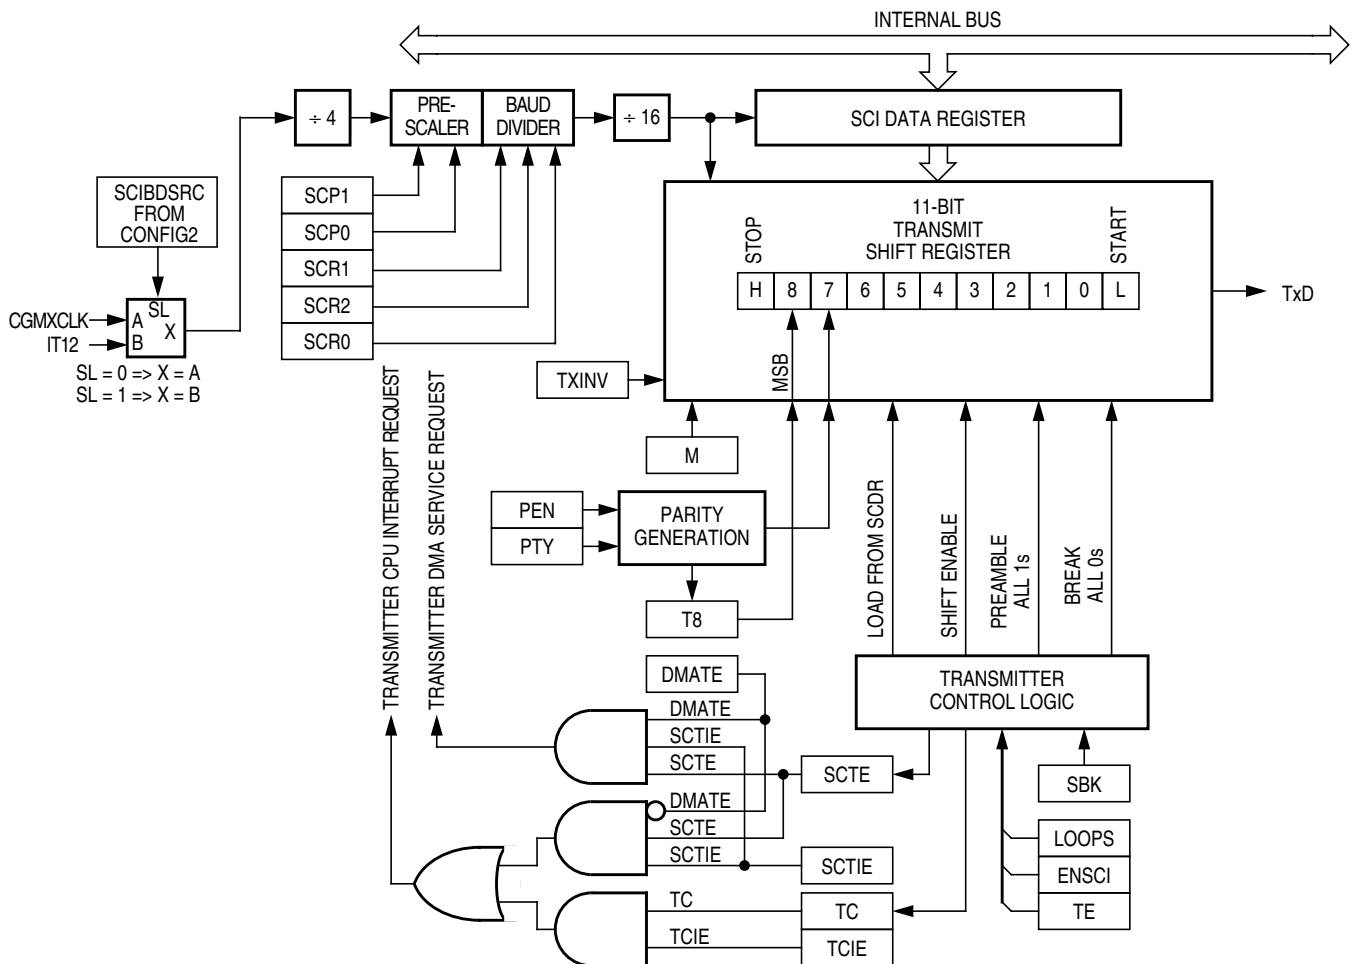 INTERNAL BUS
÷ 4
PRE-
SCALER
BAUD
DIVIDER
÷ 16
SCI DATA REGISTER
SCIBDSRC
FROM
CONFIG2
SCP1
SCP0
SCR1
SCR2
SCR0
11-BIT
TRANSMIT
SHIFT REGISTER
STOP
START
H 8 7 6 5 4 3 2 1 0 L
TxD
CGMXCLK
IT12
SL
A
B
X
SL = 0 => X = A
SL = 1 => X = B
TXINV
MSB
M
TRANSMITTER CPU INTERRUPT REQUEST
TRANSMITTER DMA SERVICE REQUEST
PEN
PTY
PARITY
GENERATION
T8
LOAD FROM SCDR
SHIFT ENABLE
PREAMBLE
ALL 1s
BREAK
ALL 0s
TRANSMITTER
CONTROL LOGIC
DMATE
DMATE
SCTIE
SCTE
SCTE
DMATE
SCTE
SCTIE
SCTIE
SBK
LOOPS
ENSCI
TE
TC
TC
TCIE
TCIE